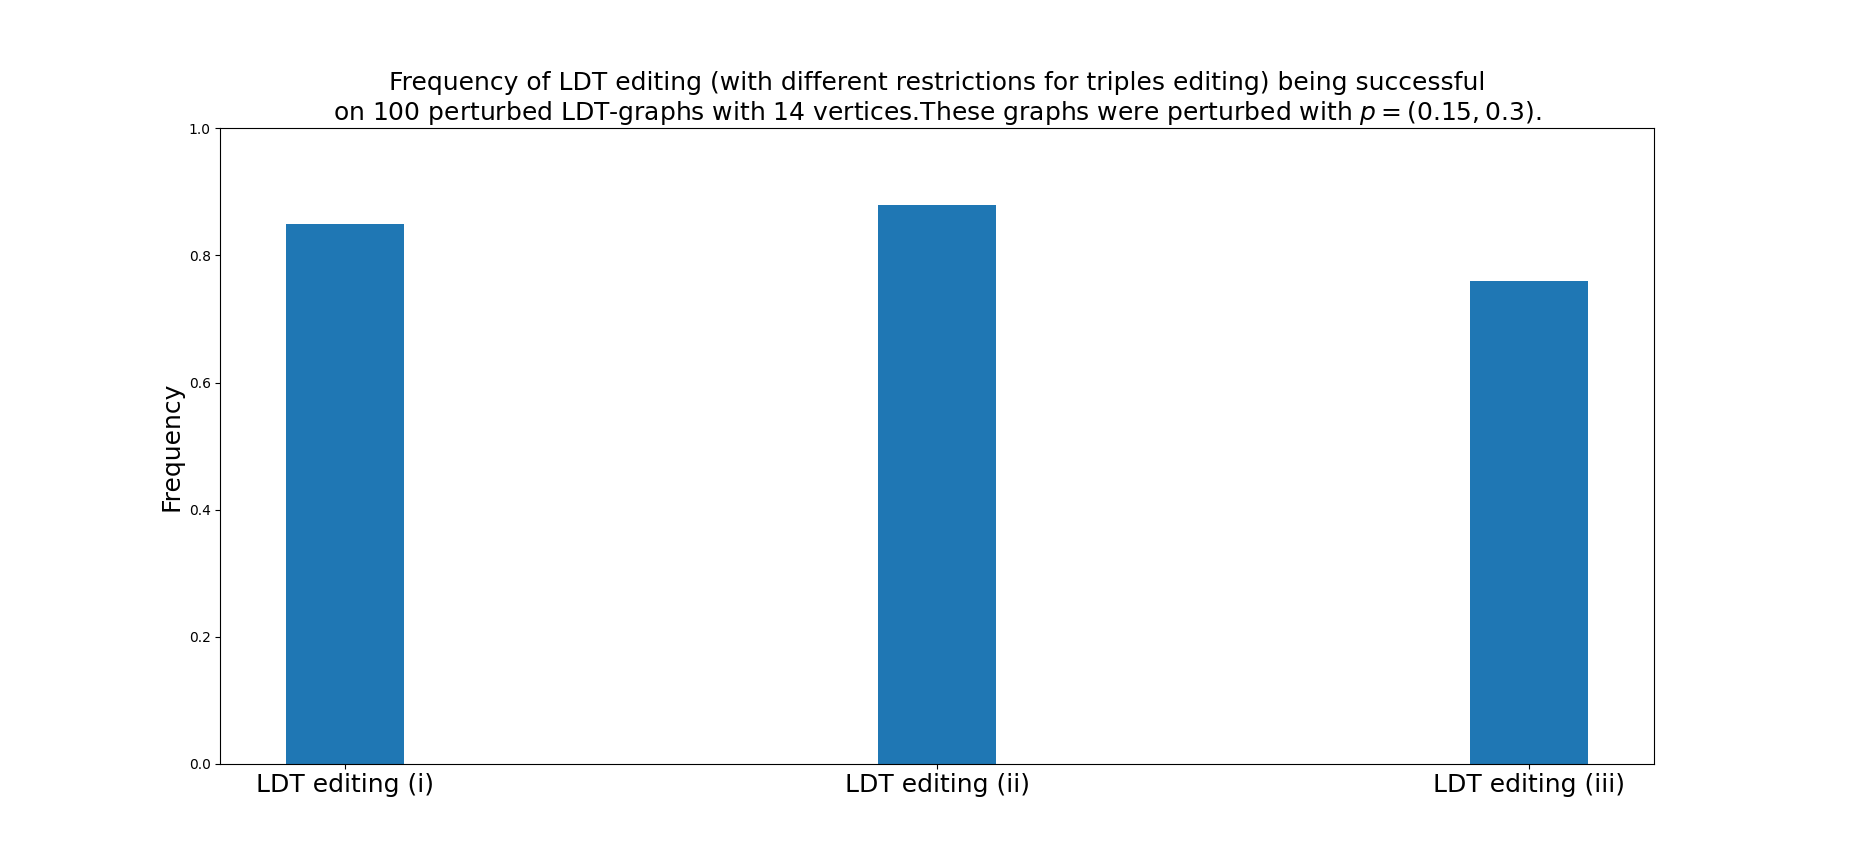 Frequency of LDT editing (with different restrictions for triples editing) being successful
on 100 perturbed LDT-graphs with 14 vertices.These graphs were perturbed with p = (0.15, 0.3).
1.0
0.8
0.6
0.4
0.2
0.0
Frequency
LDT editing (i)
LDT editing (ii)
LDT editing (iii)